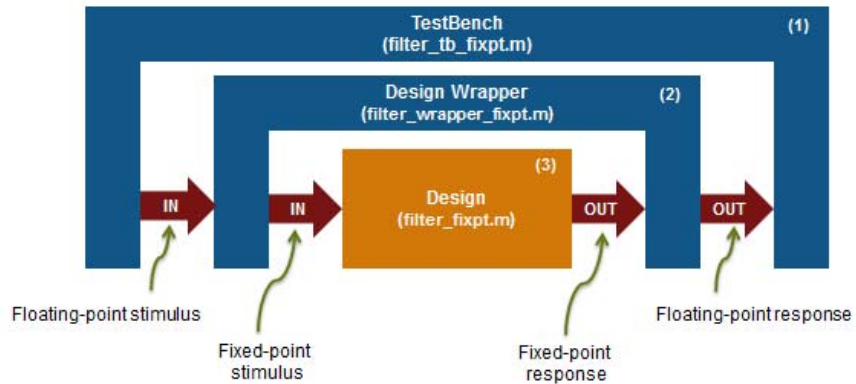 TestBench
(filter_tb_fixpt.m)
(1)
Design Wrapper
(filter_wrapper_fixpt.m)
(2)
(3)
Design
(filter_fixpt.m)
IN
IN
OUT
OUT
Floating-point stimulus
Fixed-point
stimulus
Fixed-point
response
Floating-point response